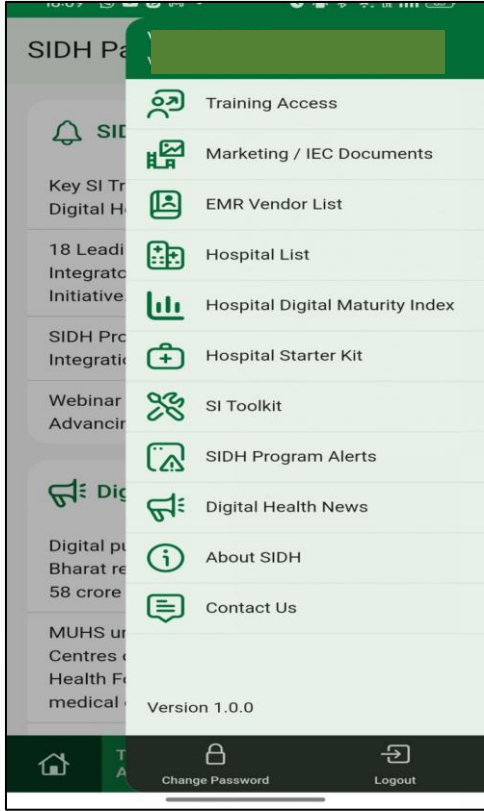 SIDH Pa
Training Access
SID
Marketing / IEC Documents
Key SI Tr
Digital H
EMR Vendor List
18 Leadi
Integrato
Initiative
Hospital List
Hospital Digital Maturity Index
SIDH Pro
Integratio
Hospital Starter Kit
Webinar
Advancin
SI Toolkit
SIDH Program Alerts
Dig
Digital Health News
Digital pu
Bharat re
58 crore
About SIDH
Contact Us
MUHS un
Centres
Health Fo
medical
Version 1.0.0
T
A
Change Password
Logout